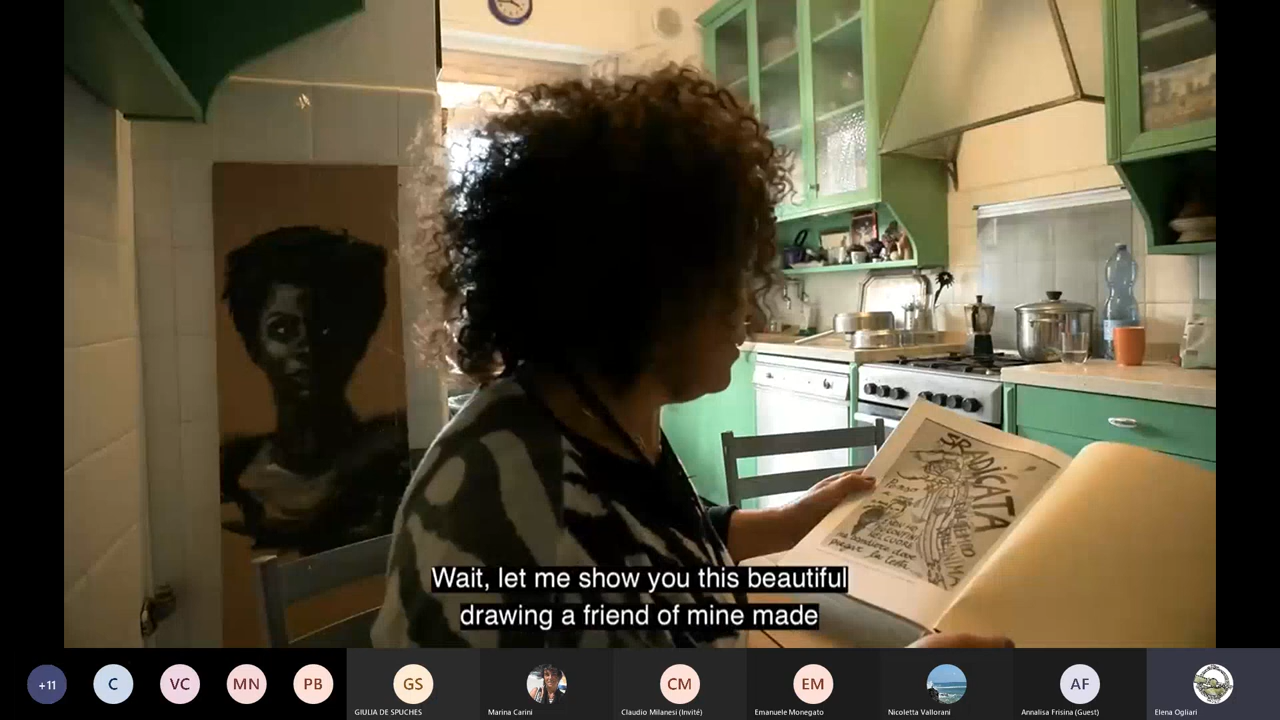 SRADICATA
Wait, let me show you this beautiful
drawing a friend of mine made
+11
C
VC
MN
PB
GS
CM
EM
AF
GIULIA DE SPUCHES
Marina Carini
Claudio Milanesi (Invité)
Emanuele Monegato
Nicoletta Vallorani
Annalisa Frisina (Guest)
Elena Ogliari